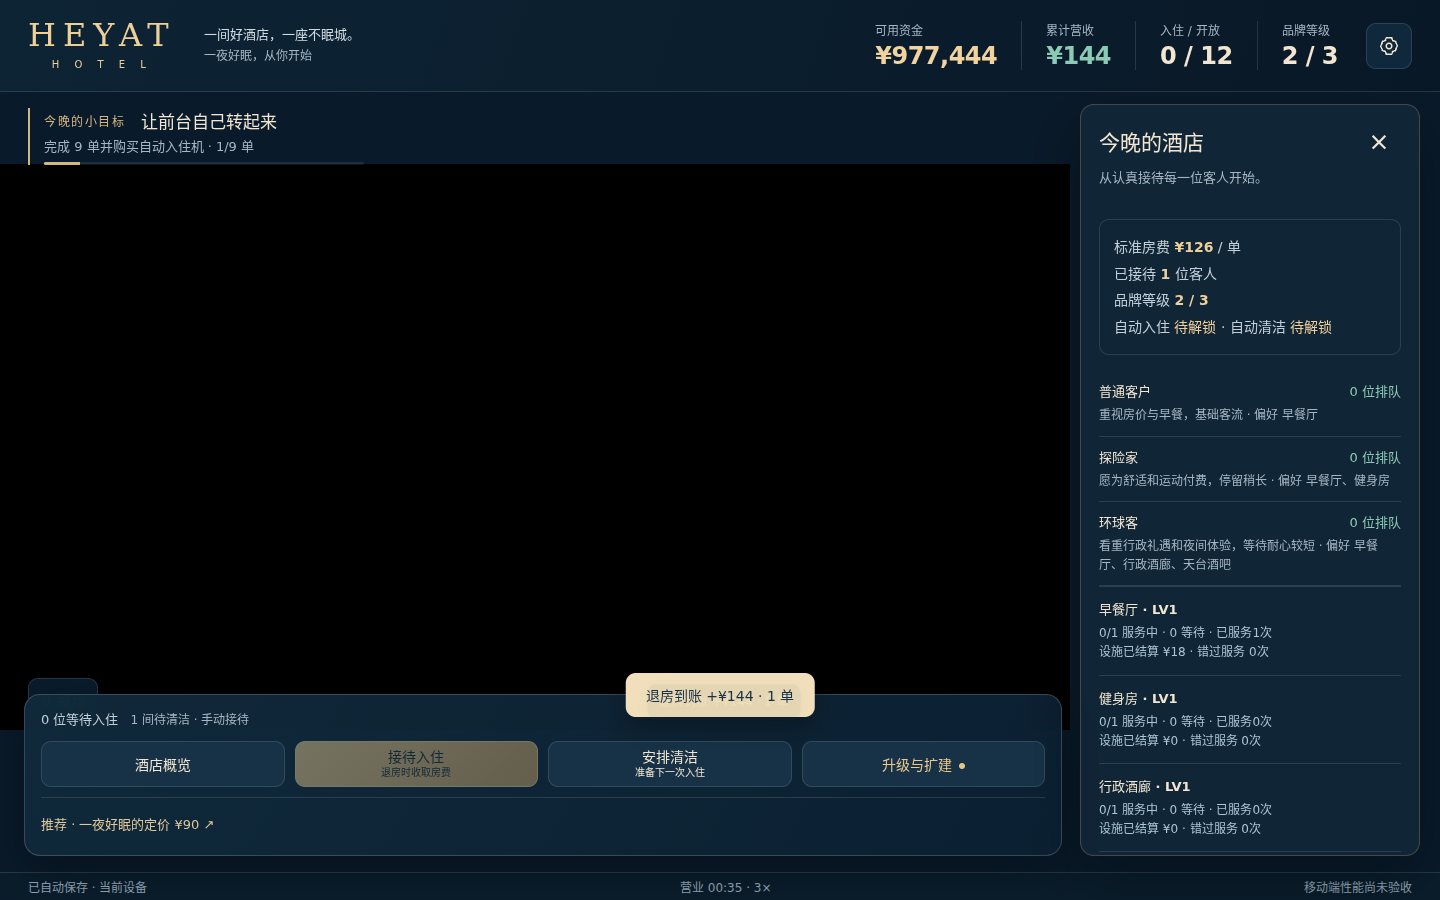 HEYAT
HOTEL
一间好酒店，一座不眠城。
一夜好眠，从你开始
可用资金
¥977,444
累计营收
¥144
入住 / 开放
0 / 12
品牌等级
2 / 3
今晚的小目标 让前台自己转起来
完成 9 单并购买自动入住机 · 1/9 单
今晚的酒店
从认真接待每一位客人开始。
标准房费 ¥126 / 单
已接待 1 位客人
品牌等级 2 / 3
自动入住 待解锁 · 自动清洁 待解锁
普通客户 0 位排队
重视房价与早餐，基础客流 · 偏好 早餐厅
探险家 0 位排队
愿为舒适和运动付费，停留稍长 · 偏好 早餐厅、健身房
环球客 0 位排队
看重行政礼遇和夜间体验，等待耐心较短 · 偏好 早餐
厅、行政酒廊、天台酒吧
早餐厅 · LV1
0/1 服务中 · 0 等待 · 已服务1次
设施已结算 ¥18 · 错过服务 0次
健身房 · LV1
0/1 服务中 · 0 等待 · 已服务0次
设施已结算 ¥0 · 错过服务 0次
行政酒廊 · LV1
0/1 服务中 · 0 等待 · 已服务0次
设施已结算 ¥0 · 错过服务 0次
退房到账 +¥144 · 1 单
0 位等待入住 1 间待清洁 · 手动接待
酒店概览
接待入住
退房时收取房费
安排清洁
准备下一次入住
升级与扩建
推荐 · 一夜好眠的定价 ¥90 ↗
已自动保存 · 当前设备
营业 00:35 · 3×
移动端性能尚未验收